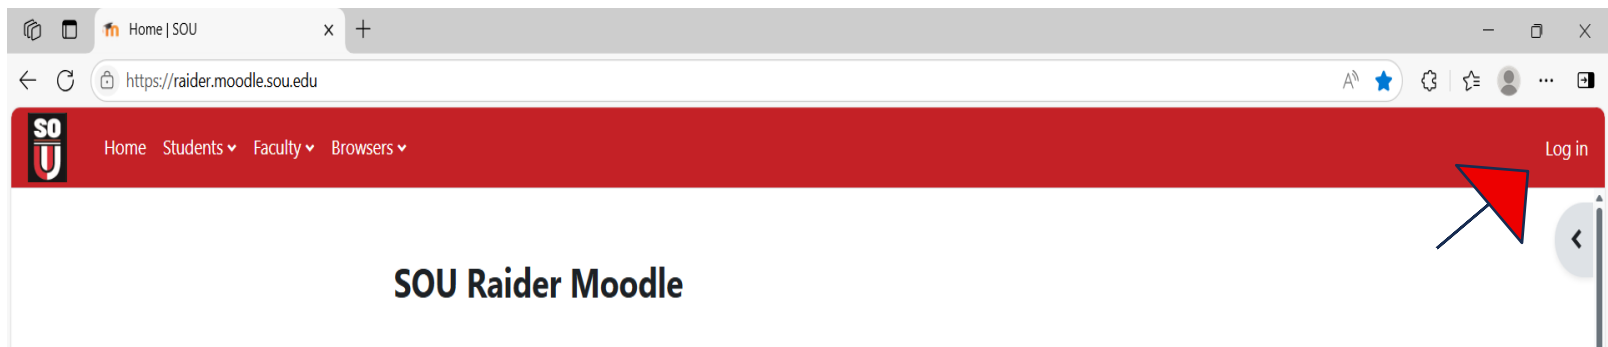 Home | SOU
https://raider.moodle.sou.edu
SO
U
Home Students Faculty Browsers Log in
SOU Raider Moodle